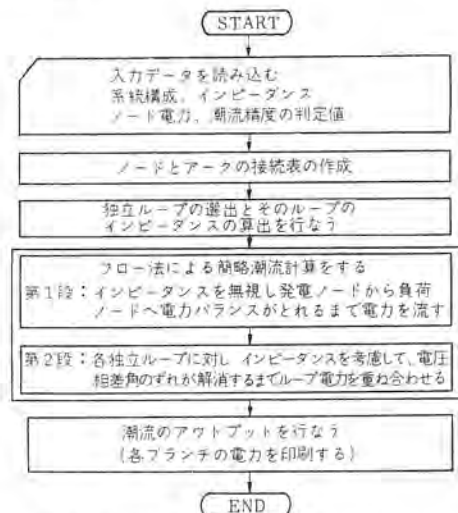 START
入力データを読み込む
系統構成、インピーダンス
ノード電力、潮流精度の判定値
ノードとアークの接続表の作成
独立ループの選出とそのループの
インピーダンスの算出を行なう
フロー法による簡略潮流計算をする
第1段：インピーダンスを無視し発電ノードから負荷
ノードへ電力バランスがとれるまで電力を流す
第2段：各独立ループに対し インピーダンスを考慮して、電圧
相差角のずれが解消するまでループ電力を重ね合わせる
潮流のアウトプットを行なう
(各ブランチの電力を印刷する)
END